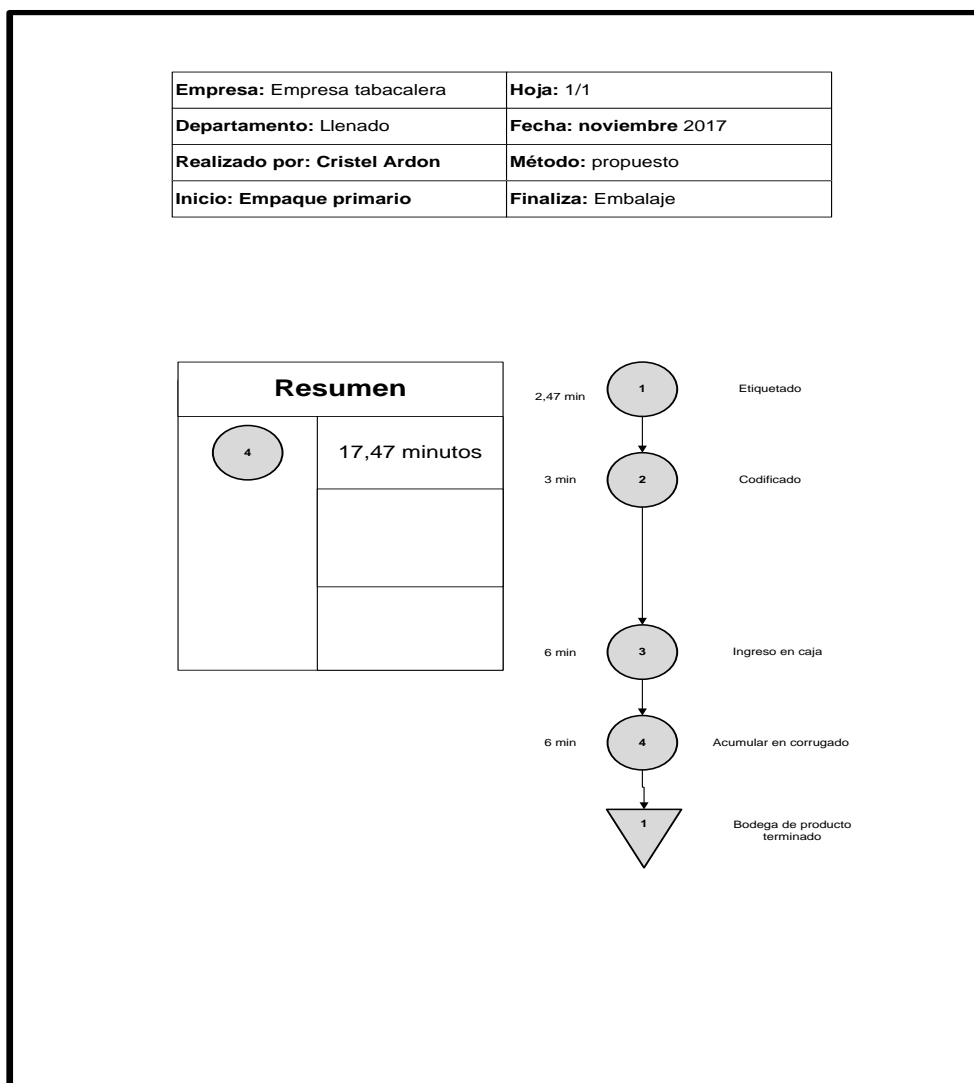 Empresa: Empresa tabacalera
Hoja: 1/1
Departamento: Llenado
Fecha: noviembre 2017
Realizado por: Cristel Ardon
Método: propuesto
Inicio: Empaque primario
Finaliza: Embalaje
Resumen
4
17,47 minutos
2,47 min
1
Etiquetado
3 min
2
Codificado
6 min
3
Ingreso en caja
6 min
4
Acumular en corrugado
1
Bodega de producto
terminado